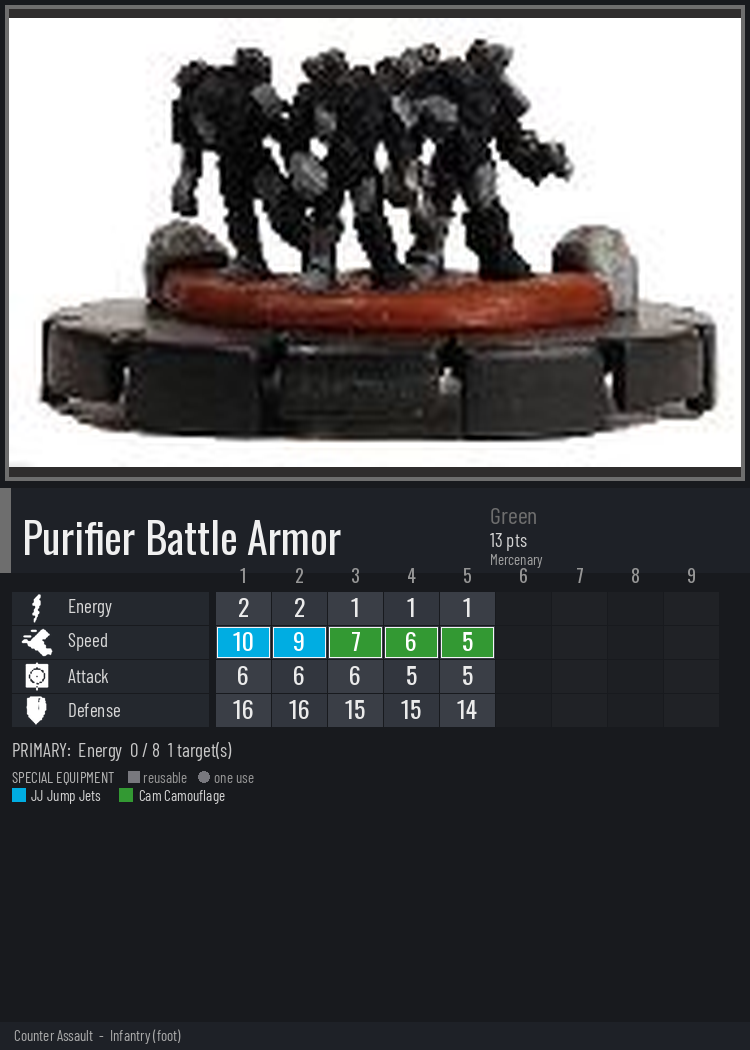 Purifier Battle Armor
Green
13 pts
Mercenary
1 2 3 4 5 6 7 8 9
Energy 2 2 1 1 1
Speed 10 9 7 6 5
Attack 6 6 6 5 5
Defense 16 16 15 15 14
PRIMARY: Energy 0 / 8 1 target(s)
SPECIAL EQUIPMENT reusable one use
JJ Jump Jets Cam Camouflage
Counter Assault - Infantry (foot)